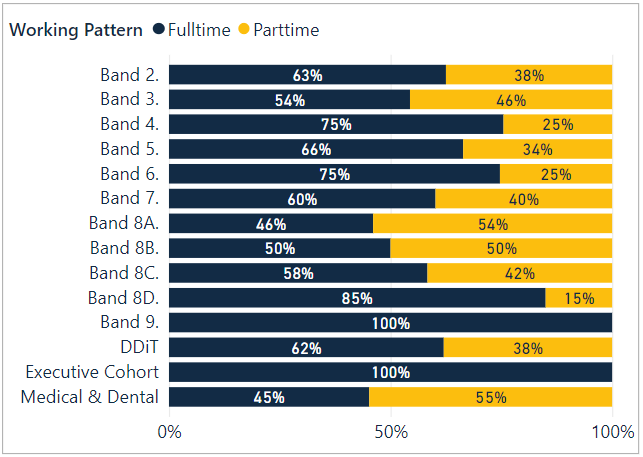 Working Pattern Fulltime Parttime
Band 2. 63% 38%
Band 3. 54% 46%
Band 4. 75% 25%
Band 5. 66% 34%
Band 6. 75% 25%
Band 7. 60% 40%
Band 8A. 46% 54%
Band 8B. 50% 50%
Band 8C. 58% 42%
Band 8D. 85% 15%
Band 9. 100%
DDiT 62% 38%
Executive Cohort 100%
Medical & Dental 45% 55%
0% 50% 100%